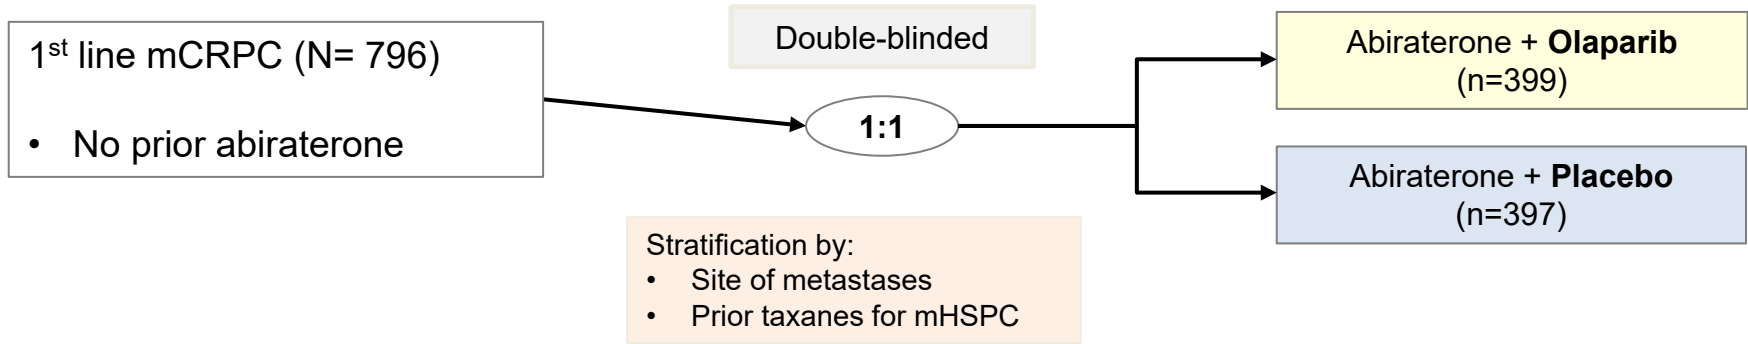 1st line mCRPC (N= 796)
• No prior abiraterone
Double-blinded
1:1
Stratification by:
• Site of metastases
• Prior taxanes for mHSPC
Abiraterone + Olaparib
(n=399)
Abiraterone + Placebo
(n=397)